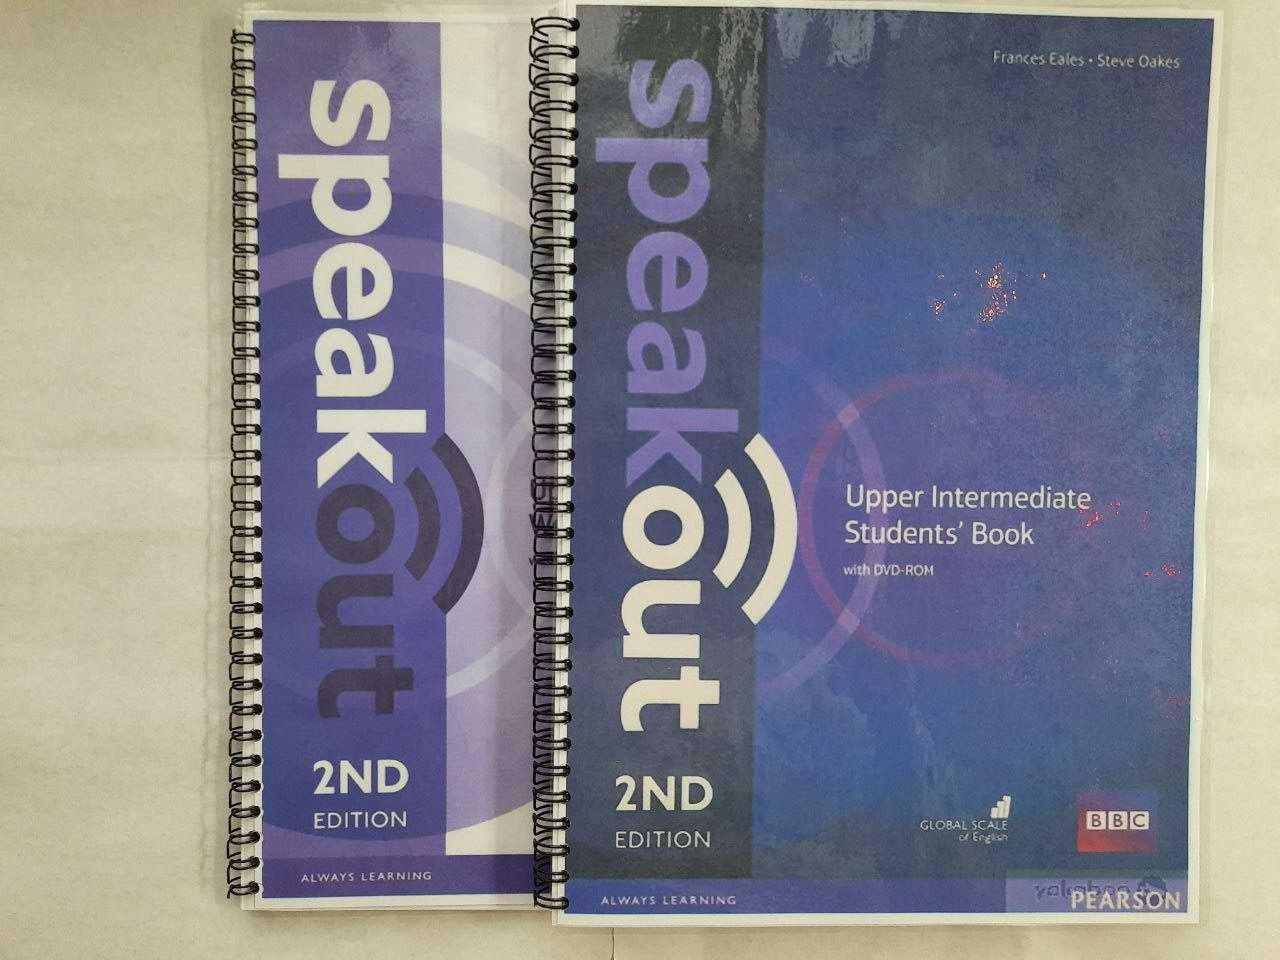 speakout
2ND
EDITION
ALWAYS LEARNING
Frances Eales • Steve Oakes
speakout
Upper Intermediate
Students' Book
with DVD-ROM
2ND
EDITION
GLOBAL SCALE
of English
BBC
ALWAYS LEARNING
PEARSON